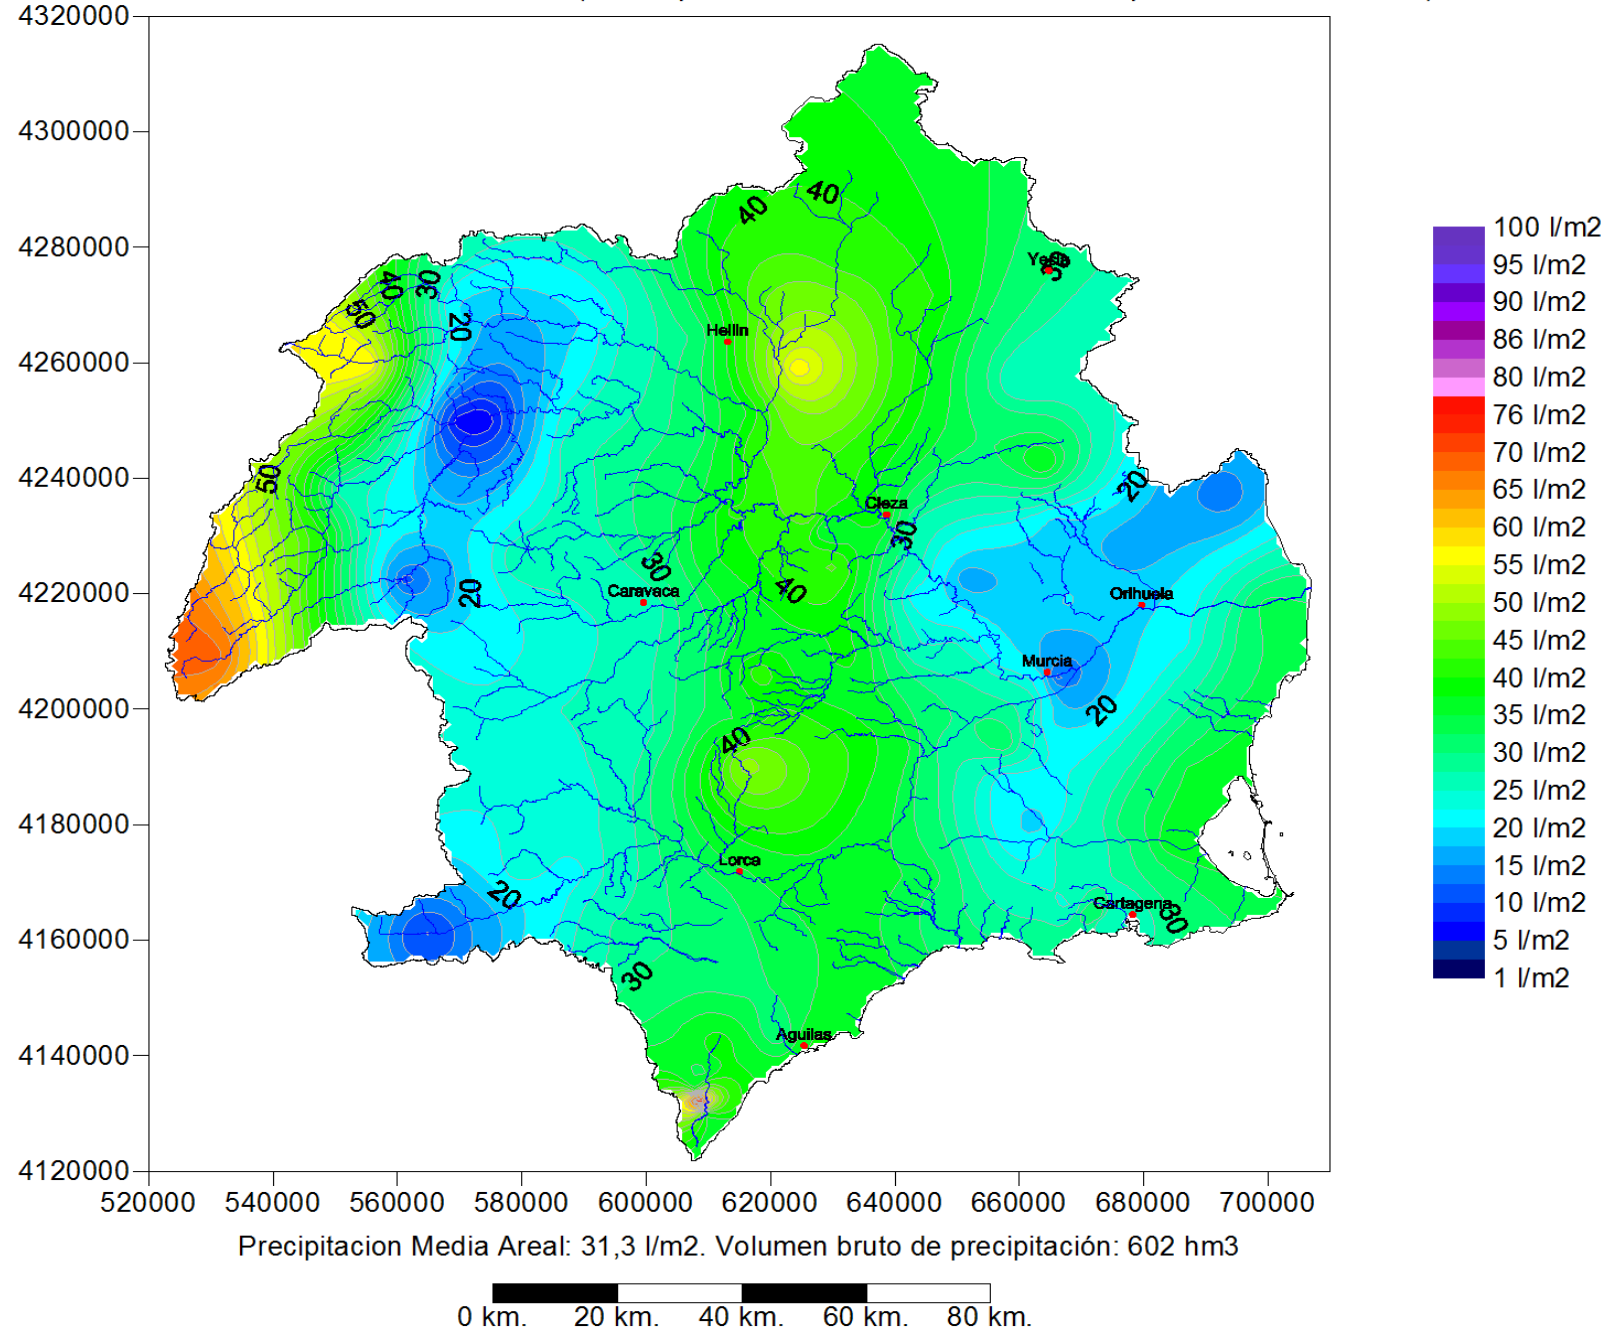 4320000
4300000
4280000
4260000
4240000
4220000
4200000
4180000
4160000
4140000
4120000
520000 540000 560000 580000 600000 620000 640000 660000 680000 700000
40 40
40 30 50 20
Hellin
50
Cieza
30
20
30
Caravaca
40
20
Orihuela
Murcia
20
40
Lorca
20
Cartagena
30
30
Aguilas
100 l/m2
95 l/m2
90 l/m2
86 l/m2
80 l/m2
76 l/m2
70 l/m2
65 l/m2
60 l/m2
55 l/m2
50 l/m2
45 l/m2
40 l/m2
35 l/m2
30 l/m2
25 l/m2
20 l/m2
15 l/m2
10 l/m2
5 l/m2
1 l/m2
Precipitacion Media Areal: 31,3 l/m2. Volumen bruto de precipitación: 602 hm3
0 km. 20 km. 40 km. 60 km. 80 km.